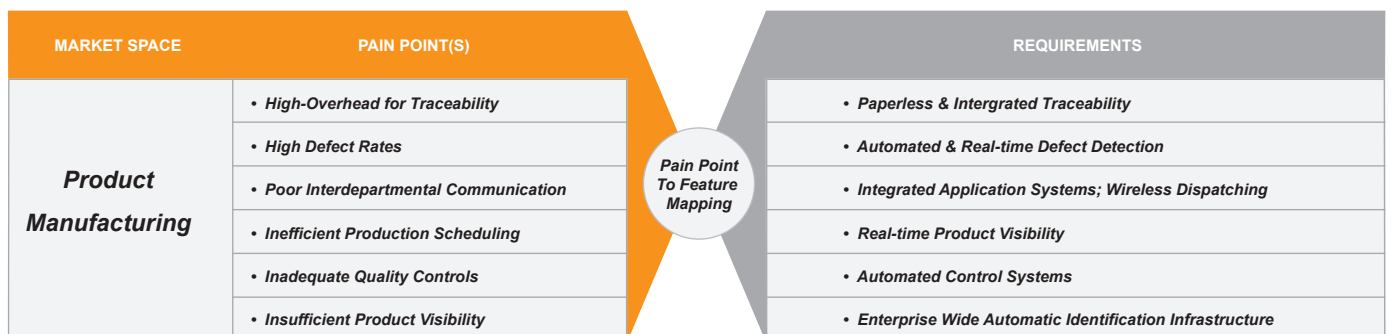 MARKET SPACE PAIN POINT(S) REQUIREMENTS
Product
Manufacturing
• High-Overhead for Traceability
• High Defect Rates
• Poor Interdepartmental Communication
• Inefficient Production Scheduling
• Inadequate Quality Controls
• Insufficient Product Visibility
Pain Point
To Feature
Mapping
• Paperless & Intergrated Traceability
• Automated & Real-time Defect Detection
• Integrated Application Systems; Wireless Dispatching
• Real-time Product Visibility
• Automated Control Systems
• Enterprise Wide Automatic Identification Infrastructure